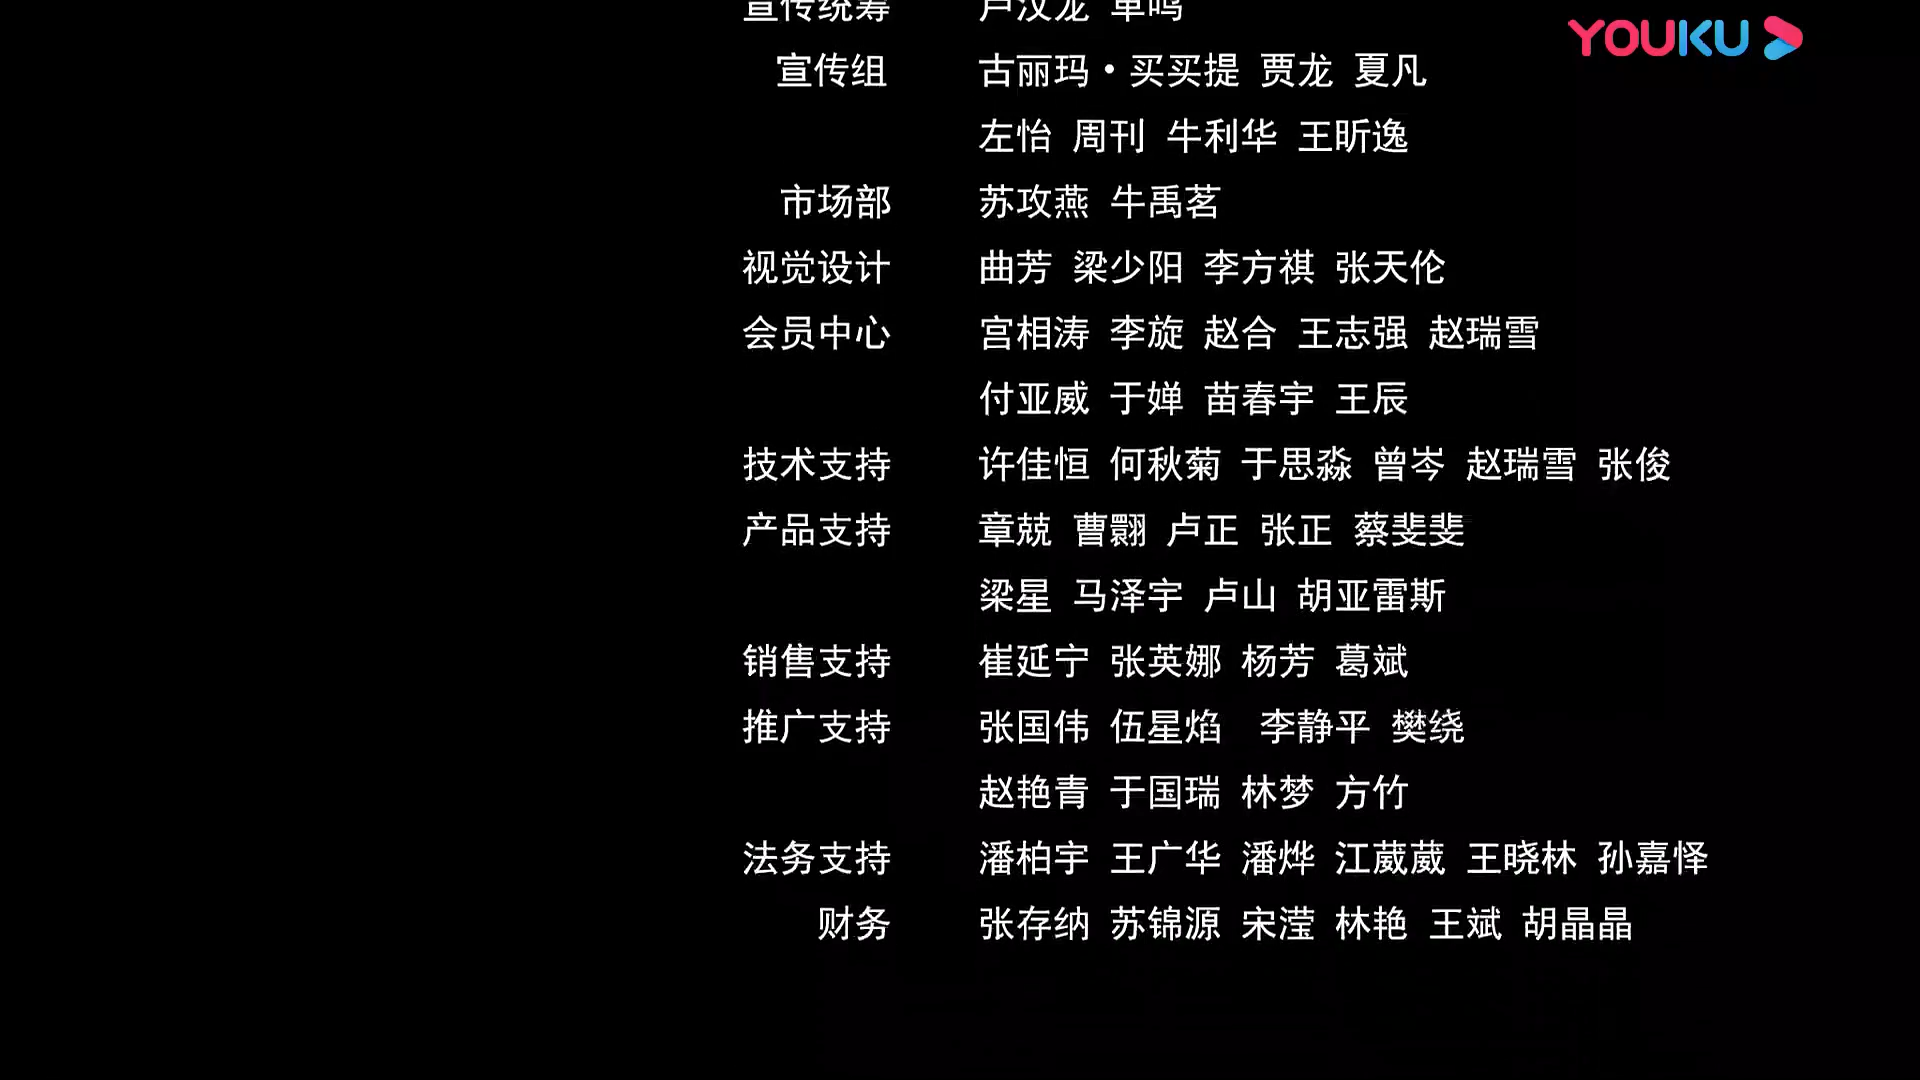 宣传统筹 卢汉龙 单鸣
YOUKU
宣传组 古丽玛·买买提 贾龙 夏凡
左怡 周刊 牛利华 王昕逸
市场部 苏攻燕 牛禹茗
视觉设计 曲芳 梁少阳 李方祺 张天伦
会员中心 宫相涛 李旋 赵合 王志强 赵瑞雪
付亚威 于婵 苗春宇 王辰
技术支持 许佳恒 何秋菊 于思淼 曾岑 赵瑞雪 张俊
产品支持 章兢 曹翾 卢正 张正 蔡斐斐
梁星 马泽宇 卢山 胡亚雷斯
销售支持 崔延宁 张英娜 杨芳 葛斌
推广支持 张国伟 伍星焰 李静平 樊绕
赵艳青 于国瑞 林梦 方竹
法务支持 潘柏宇 王广华 潘烨 江葳葳 王晓林 孙嘉怿
财务 张存纳 苏锦源 宋滢 林艳 王斌 胡晶晶